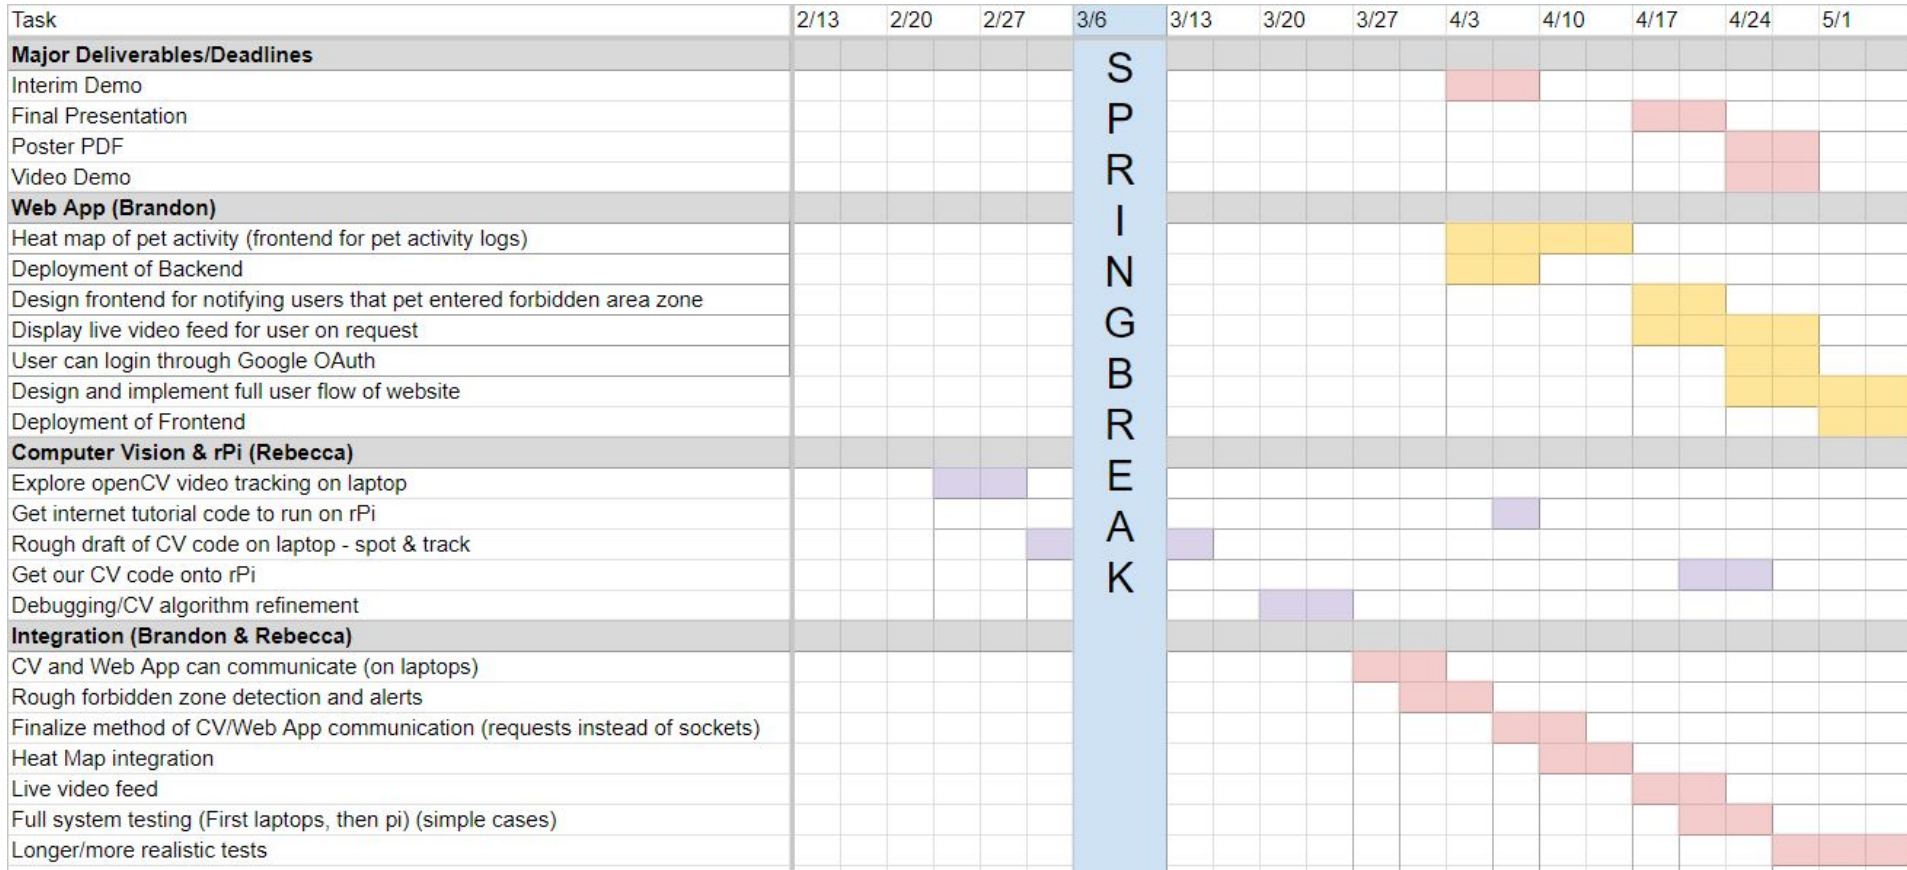 Task 2/13 2/20 2/27 3/6 3/13 3/20 3/27 4/3 4/10 4/17 4/24 5/1
Major Deliverables/Deadlines
Interim Demo
Final Presentation
Poster PDF
Video Demo
Web App (Brandon)
Heat map of pet activity (frontend for pet activity logs)
Deployment of Backend
Design frontend for notifying users that pet entered forbidden area zone
Display live video feed for user on request
User can login through Google OAuth
Design and implement full user flow of website
Deployment of Frontend
Computer Vision & rPi (Rebecca)
Explore openCV video tracking on laptop
Get internet tutorial code to run on rPi
Rough draft of CV code on laptop - spot & track
Get our CV code onto rPi
Debugging/CV algorithm refinement
Integration (Brandon & Rebecca)
CV and Web App can communicate (on laptops)
Rough forbidden zone detection and alerts
Finalize method of CV/Web App communication (requests instead of sockets)
Heat Map integration
Live video feed
Full system testing (First laptops, then pi) (simple cases)
Longer/more realistic tests
SPRINGBREAK